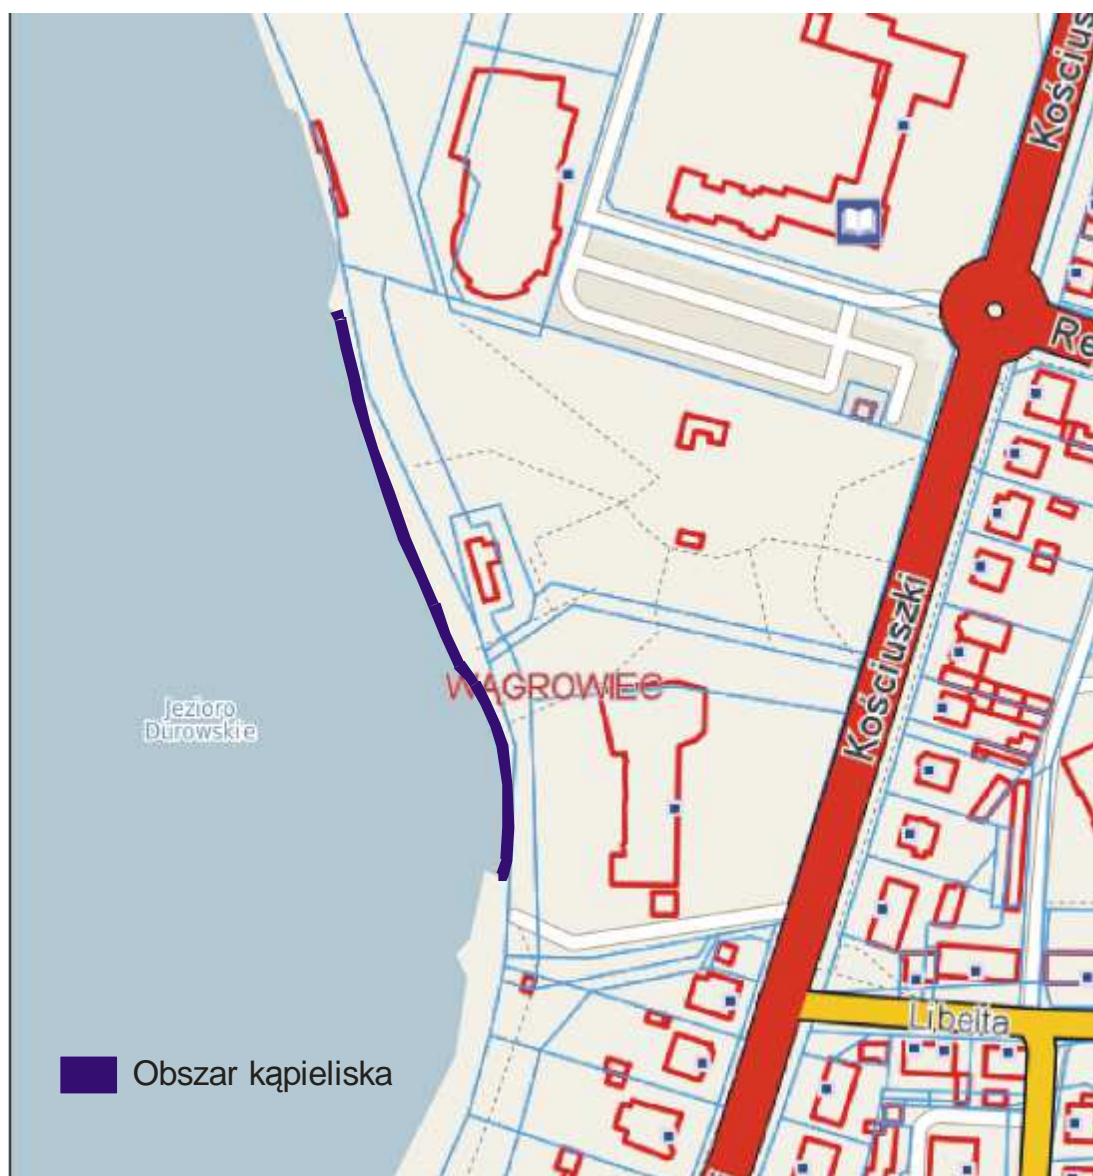 Kościus
Re
Kościuszki
WĄGROWIEC
Jezioro
Durowskie
Libelta
Obszar kąpieliska